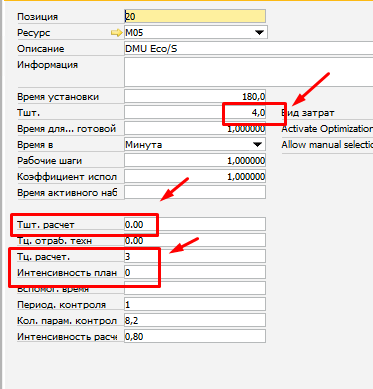 Позиция 20
Ресурс M05
Описание DMU Eco/S
Информация
Время установки 180,0
Тшт. 4,0 Вид затрат
Время для... готовой 1,000000 Activate Optimization
Время в Минута Allow manual selectio
Рабочие шаги 1,000000
Коэффициент испол 1,000000
Время активного наб
Тшт. расчет 0.00
Тц. отраб. техн 0.00
Тц. расчет. 3
Интенсивность план 0
Вспомог. время
Период. контроля 1
Кол. парам. контрол 8,2
Интенсивность расче 0,80